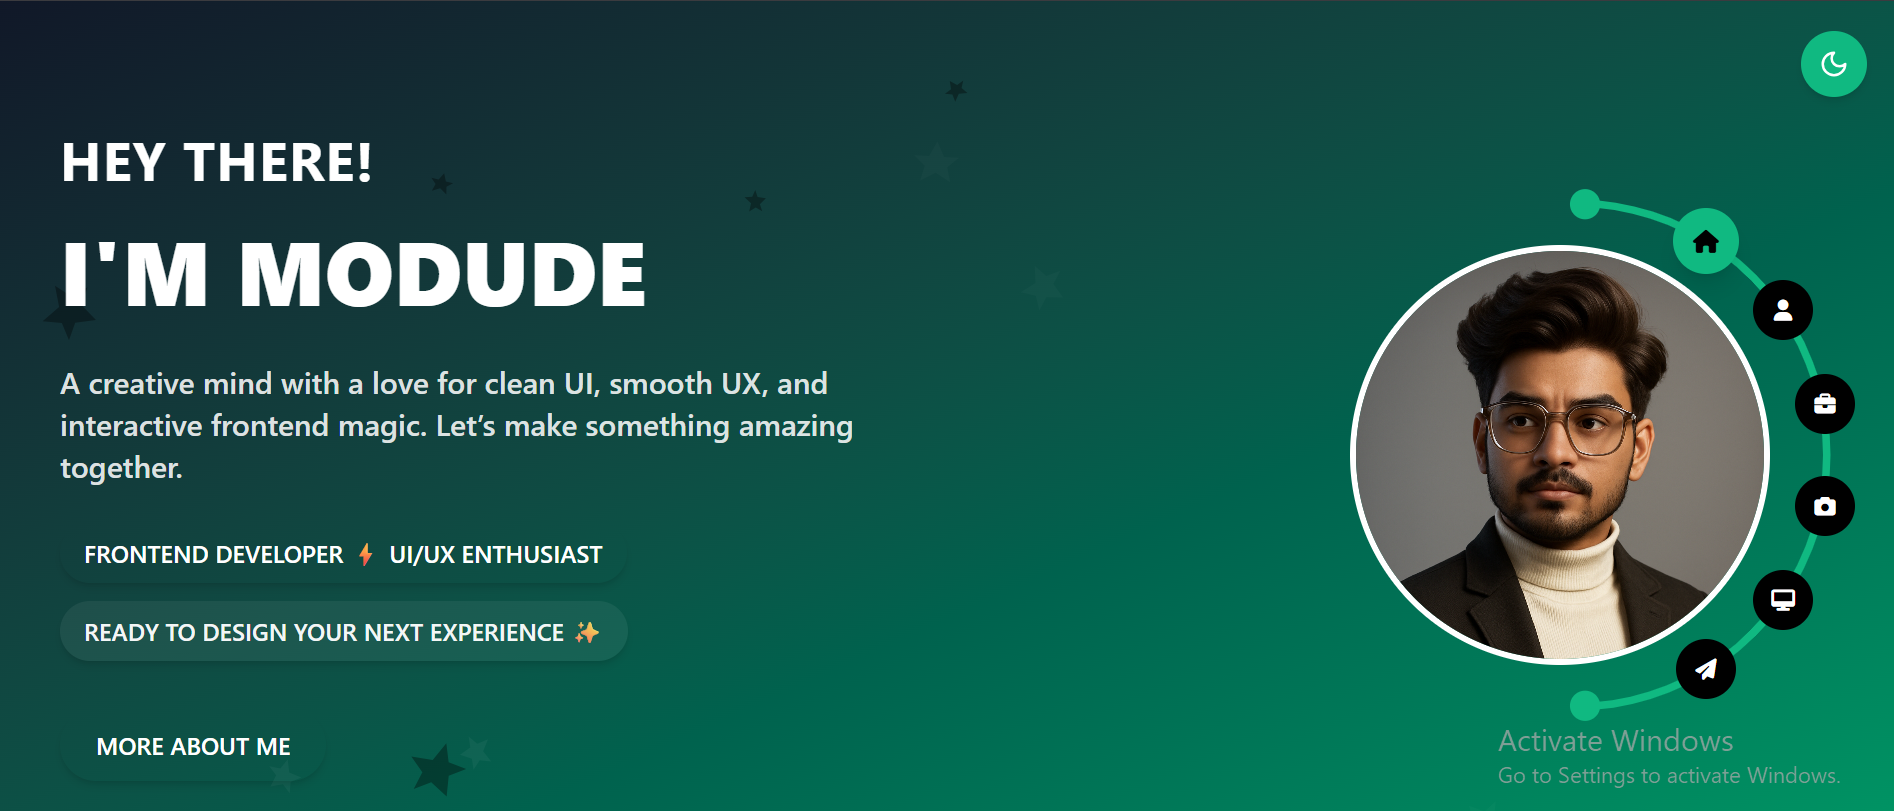 HEY THERE!
I'M MODUDE
A creative mind with a love for clean UI, smooth UX, and
interactive frontend magic. Let’s make something amazing
together.
FRONTEND DEVELOPER ⚡ UI/UX ENTHUSIAST
READY TO DESIGN YOUR NEXT EXPERIENCE ✨
MORE ABOUT ME
Activate Windows
Go to Settings to activate Windows.